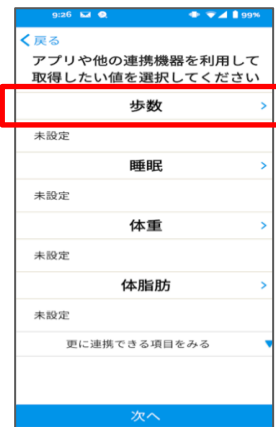 9:26 99%
戻る
アプリや他の連携機器を利用して
取得したい値を選択してください
歩数
未設定
睡眠
未設定
体重
未設定
体脂肪
未設定
更に連携できる項目をみる
次へ